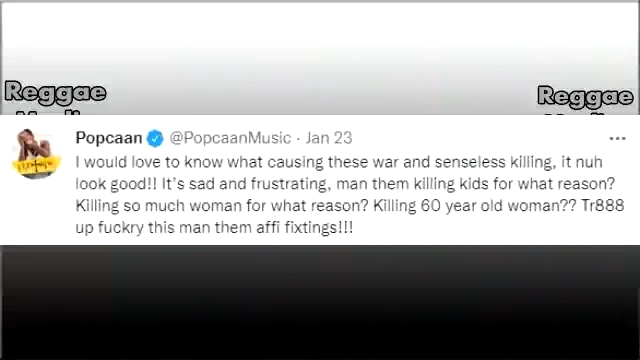 Reggae
Reggae
Popcaan @PopcaanMusic · Jan 23
I would love to know what causing these war and senseless killing, it nuh
look good!! It's sad and frustrating, man them killing kids for what reason?
Killing so much woman for what reason? Killing 60 year old woman?? Tr888
up fuckry this man them affi fixtings!!!